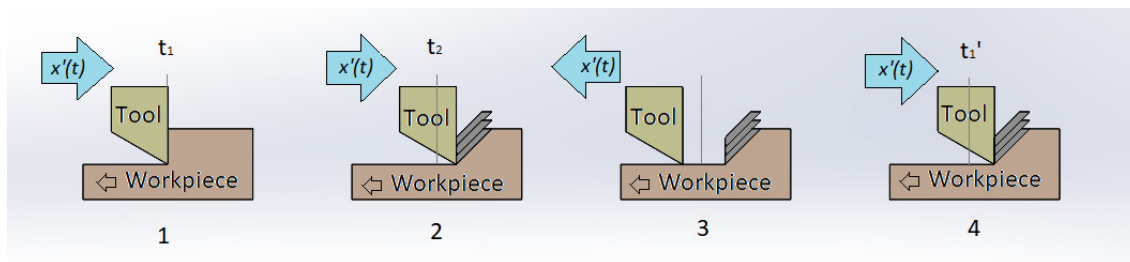 t₁
x'(t)
Tool
Workpiece
1
t₂
x'(t)
Tool
Workpiece
2
x'(t)
Tool
Workpiece
3
t₁'
x'(t)
Tool
Workpiece
4